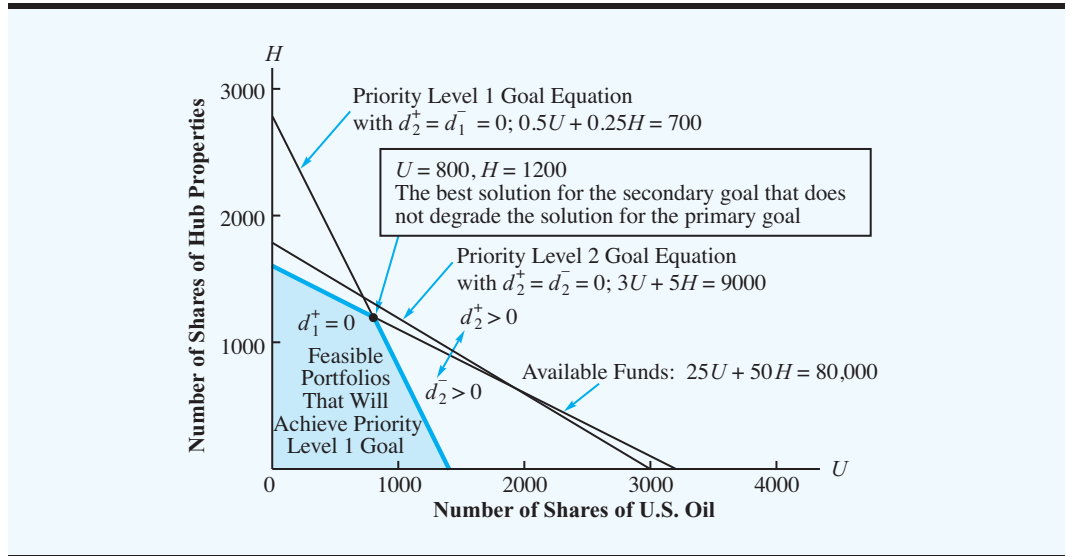 H
3000
Priority Level 1 Goal Equation
with d₂⁺ = d₁⁻ = 0; 0.5U + 0.25H = 700
U = 800, H = 1200
The best solution for the secondary goal that does
not degrade the solution for the primary goal
2000
Priority Level 2 Goal Equation
with d₂⁺ = d₂⁻ = 0; 3U + 5H = 9000
d₁⁺ = 0
d₂⁺ > 0
1000
Feasible
Portfolios
That Will
Achieve Priority
Level 1 Goal
d₂⁻ > 0
Available Funds: 25U + 50H = 80,000
Number of Shares of Hub Properties
0
1000
2000
3000
4000
U
Number of Shares of U.S. Oil